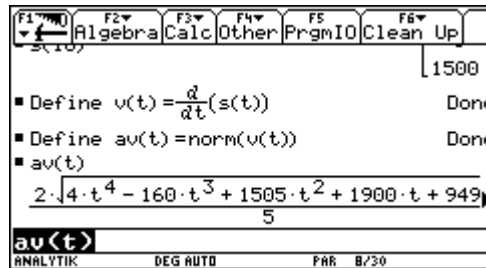 F1 F2 F3 F4 F5 F6
Algebra Calc Other PrgmIO Clean Up
s(10)
[1500
▪ Define v(t) = d/dt(s(t)) Done
▪ Define av(t) = norm(v(t)) Done
▪ av(t)
2·√4·t^4 − 160·t^3 + 1505·t^2 + 1900·t + 949▶
5
av(t)
ANALYTIK DEG AUTO PAR 8/30